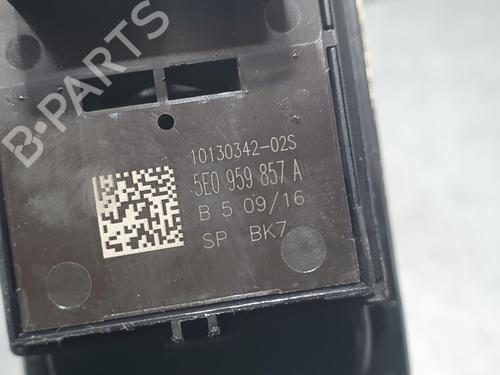 B-PARTS
10130342-02S
5E0 959 857 A
B 5 09/16
SP BK7